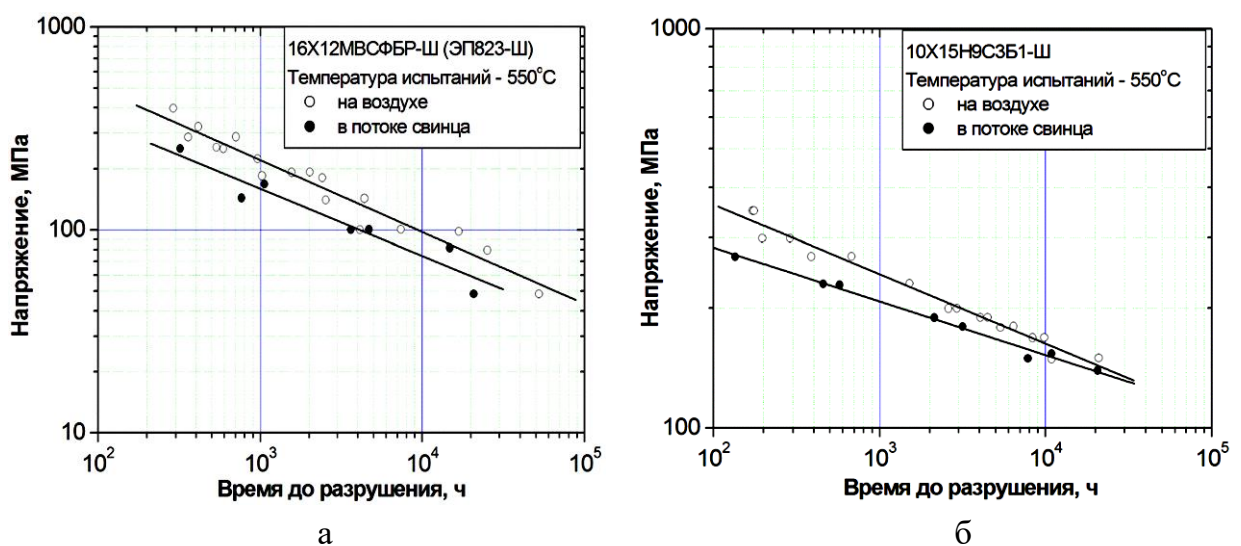 1000
100
10
10²
10³
10⁴
10⁵
Напряжение, МПа
Время до разрушения, ч
16Х12МВСФБР-Ш (ЭП823-Ш)
Температура испытаний - 550°С
на воздухе
в потоке свинца
а
1000
100
10²
10³
10⁴
10⁵
Напряжение, МПа
Время до разрушения, ч
10Х15Н9С3Б1-Ш
Температура испытаний - 550°С
на воздухе
в потоке свинца
б